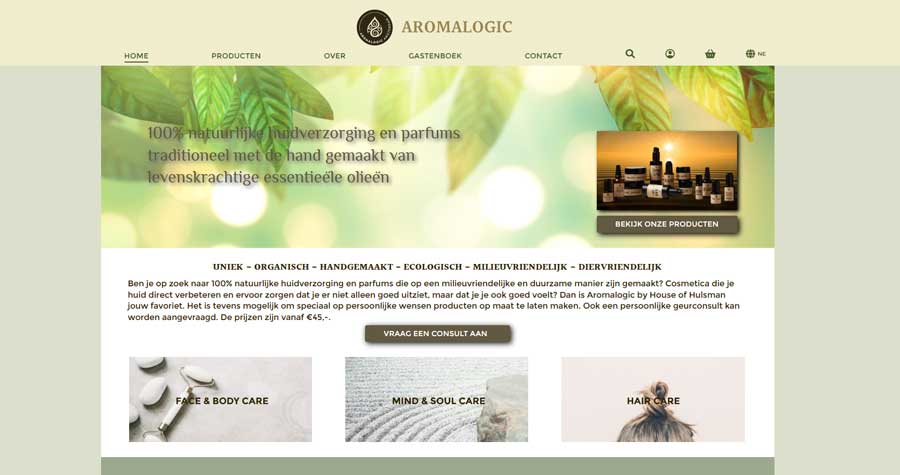 AROMALOGIC
HOME PRODUCTEN OVER GASTENBOEK CONTACT NE
100% natuurlijke huidverzorging en parfums
traditioneel met de hand gemaakt van
levenskrachtige essentieële olieën
BEKIJK ONZE PRODUCTEN
UNIEK – ORGANISCH – HANDGEMAAKT – ECOLOGISCH – MILIEUVRIENDELIJK – DIERVRIENDELIJK
Ben je op zoek naar 100% natuurlijke huidverzorging en parfums die op een milieuvriendelijke en duurzame manier zijn gemaakt? Cosmetica die je
huid direct verbeteren en ervoor zorgen dat je er niet alleen goed uitziet, maar dat je je ook goed voelt? Dan is Aromalogic by House of Hulsman
jouw favoriet. Het is tevens mogelijk om speciaal op persoonlijke wensen producten op maat te laten maken. Ook een persoonlijke geurconsult kan
worden aangevraagd. De prijzen zijn vanaf €45,-.
VRAAG EEN CONSULT AAN
FACE & BODY CARE MIND & SOUL CARE HAIR CARE